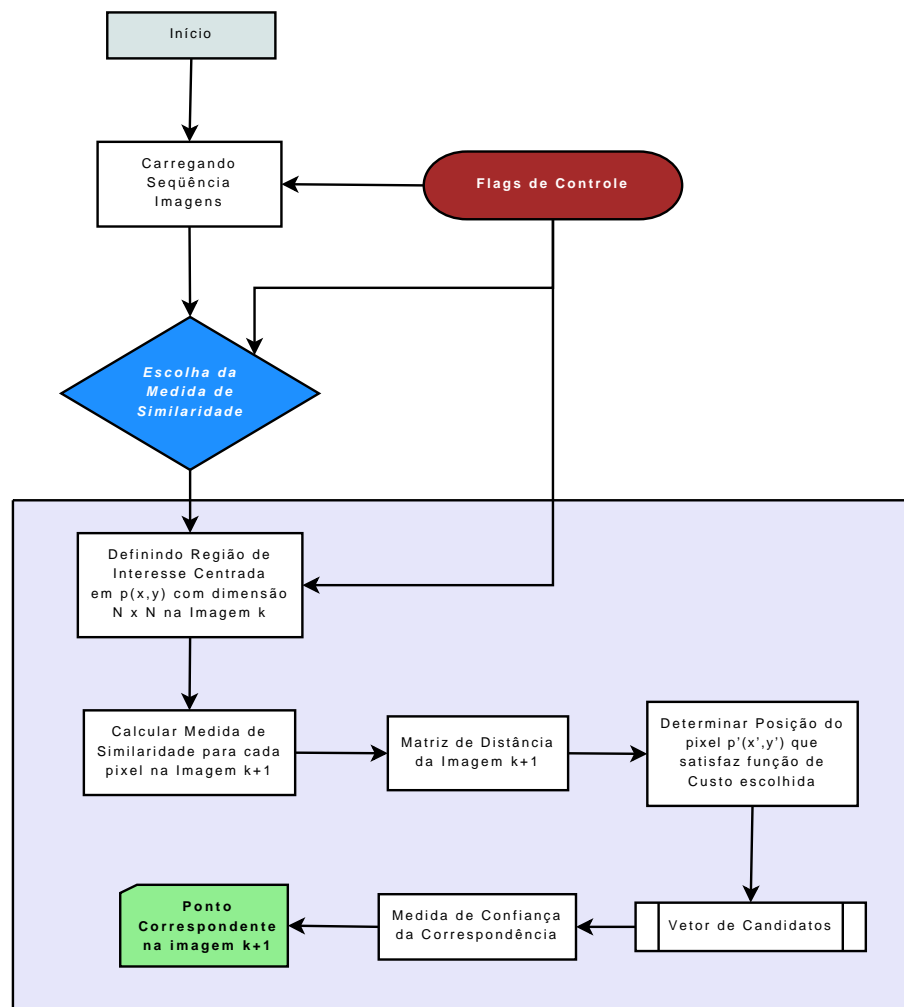 Início
Carregando
Seqüência
Imagens
Flags de Controle
Escolha da
Medida de
Similaridade
Definindo Região de
Interesse Centrada
em p(x,y) com dimensão
N x N na Imagem k
Calcular Medida de
Similaridade para cada
pixel na Imagem k+1
Matriz de Distância
da Imagem k+1
Determinar Posição do
pixel p’(x’,y’) que
satisfaz função de
Custo escolhida
Ponto
Correspondente
na imagem k+1
Medida de Confiança
da Correspondência
Vetor de Candidatos